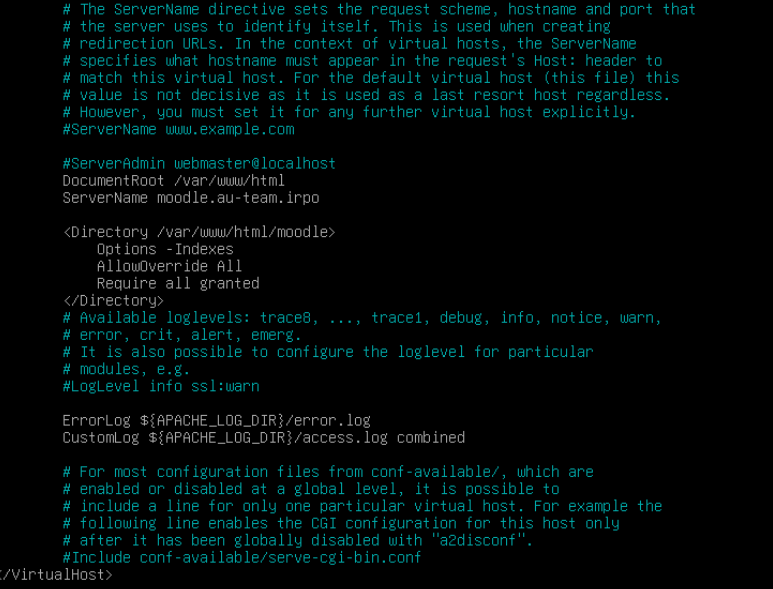 # The ServerName directive sets the request scheme, hostname and port that
# the server uses to identify itself. This is used when creating
# redirection URLs. In the context of virtual hosts, the ServerName
# specifies what hostname must appear in the request's Host: header to
# match this virtual host. For the default virtual host (this file) this
# value is not decisive as it is used as a last resort host regardless.
# However, you must set it for any further virtual host explicitly.
#ServerName www.example.com
#ServerAdmin webmaster@localhost
DocumentRoot /var/www/html
ServerName moodle.au-team.irpo
<Directory /var/www/html/moodle>
Options -Indexes
AllowOverride All
Require all granted
</Directory>
# Available loglevels: trace8, ..., trace1, debug, info, notice, warn,
# error, crit, alert, emerg.
# It is also possible to configure the loglevel for particular
# modules, e.g.
#LogLevel info ssl:warn
ErrorLog ${APACHE_LOG_DIR}/error.log
CustomLog ${APACHE_LOG_DIR}/access.log combined
# For most configuration files from conf-available/, which are
# enabled or disabled at a global level, it is possible to
# include a line for only one particular virtual host. For example the
# following line enables the CGI configuration for this host only
# after it has been globally disabled with "a2disconf".
#Include conf-available/serve-cgi-bin.conf
</VirtualHost>